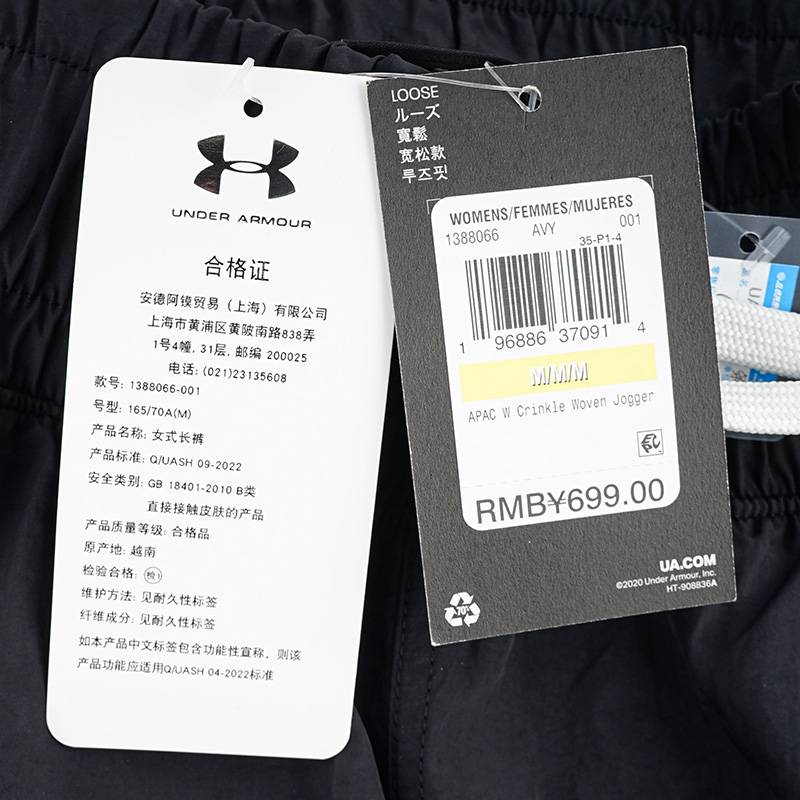 UNDER ARMOUR
合格证
安德阿镆贸易（上海）有限公司
上海市黄浦区黄陂南路838弄
1号4幢, 31层, 邮编 200025
电话: (021)23135608
款号: 1388066-001
号型: 165/70A(M)
产品名称: 女式长裤
产品标准: Q/UASH 09-2022
安全类别: GB 18401-2010 B类
直接接触皮肤的产品
产品质量等级: 合格品
原产地: 越南
检验合格: 检1
维护方法: 见耐久性标签
纤维成分: 见耐久性标签
如本产品中文标签包含功能性宣称，则该
产品功能应适用Q/UASH 04-2022标准
LOOSE
ルーズ
寬鬆
宽松款
루즈핏
WOMENS/FEMMES/MUJERES
1388066 AVY 001
35-P1-4
1 96886 37091 4
M/M/M
APAC W Crinkle Woven Jogger
RMB¥699.00
UA.COM
©2020 Under Armour, Inc.
HT-908836A
70%